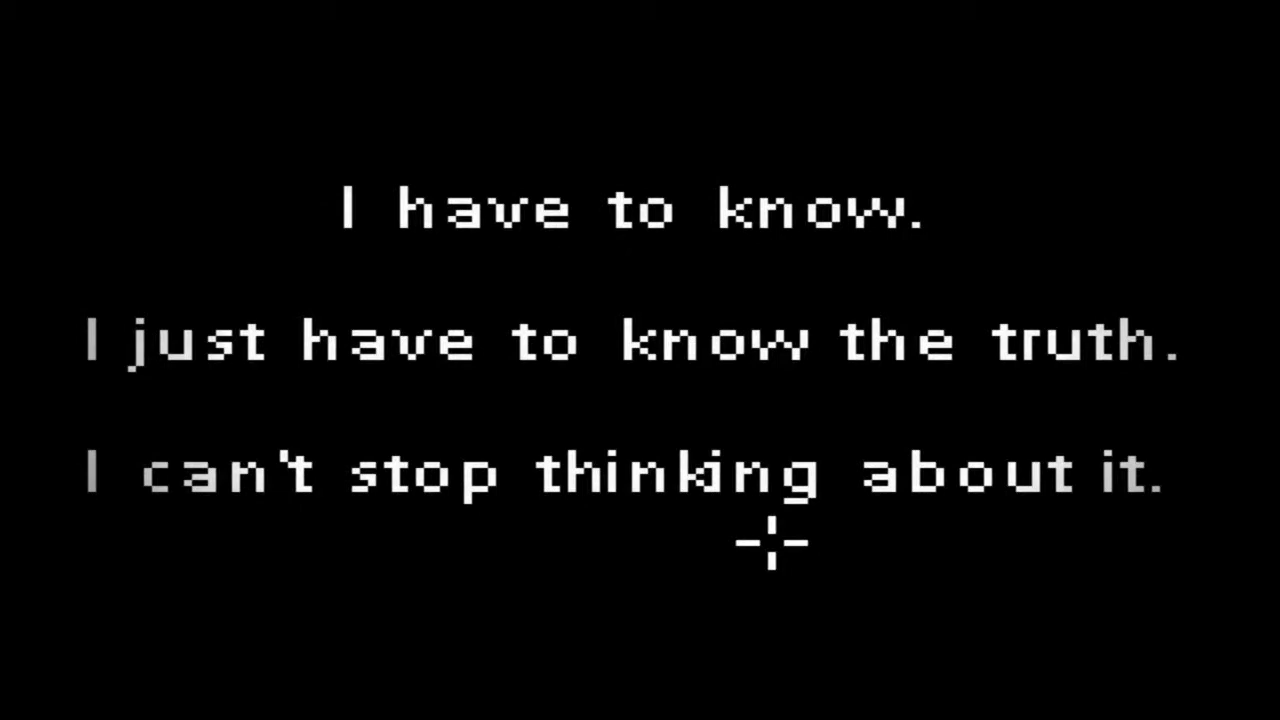 I have to know.
I just have to know the truth.
I can't stop thinking about it.